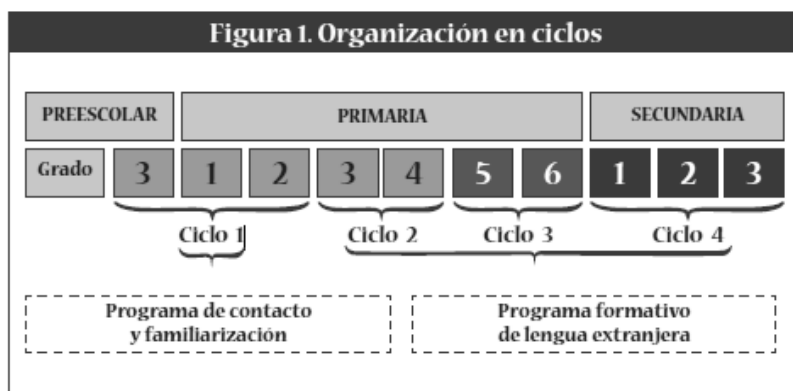 Figura 1. Organización en ciclos
PREESCOLAR PRIMARIA SECUNDARIA
Grado 3 1 2 3 4 5 6 1 2 3
Ciclo 1 Ciclo 2 Ciclo 3 Ciclo 4
Programa de contacto
y familiarización
Programa formativo
de lengua extranjera